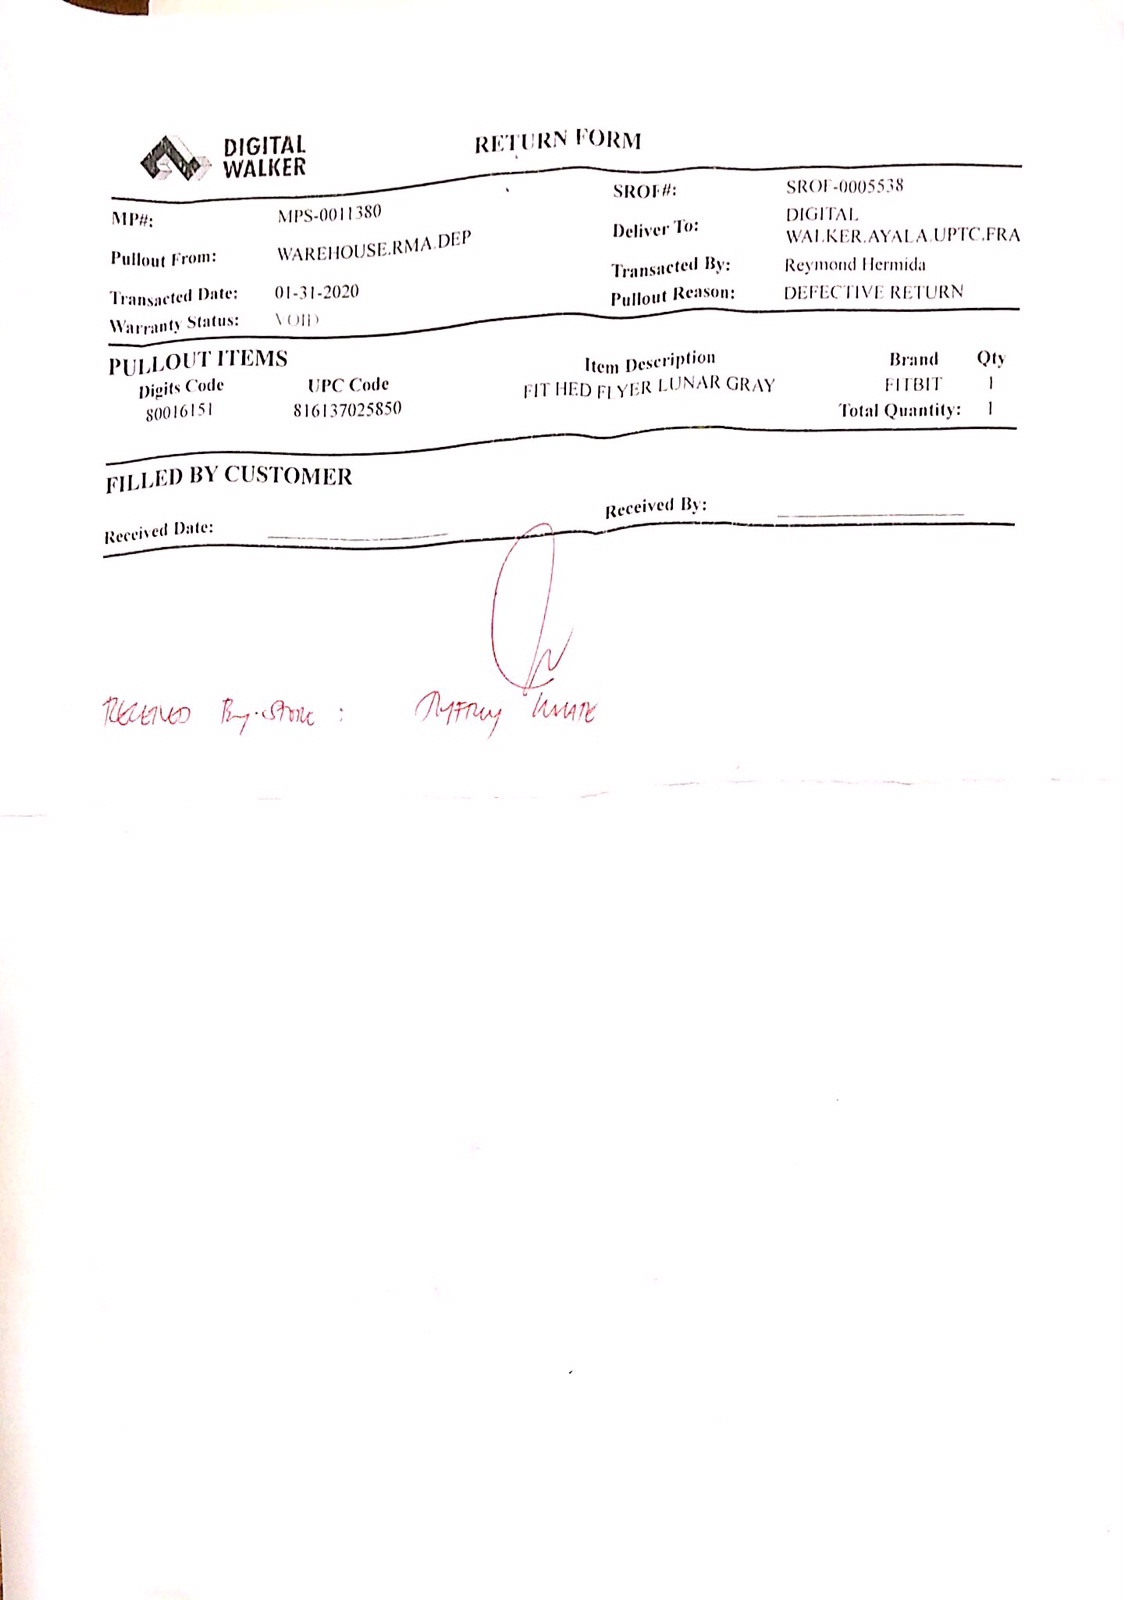 DIGITAL
WALKER
RETURN FORM
MP#: MPS-0011380
SROF#: SROF-0005538
Pullout From: WAREHOUSE.RMA.DEP
Deliver To: DIGITAL
WALKER.AYALA.UPTC.FRA
Transacted Date: 01-31-2020
Transacted By: Reymond Hermida
Warranty Status: VOID
Pullout Reason: DEFECTIVE RETURN
PULLOUT ITEMS
Digits Code UPC Code Item Description Brand Qty
80016151 816137025850 FIT HED FLYER LUNAR GRAY FITBIT 1
Total Quantity: 1
FILLED BY CUSTOMER
Received Date: Received By:
RECEIVED By STORE :